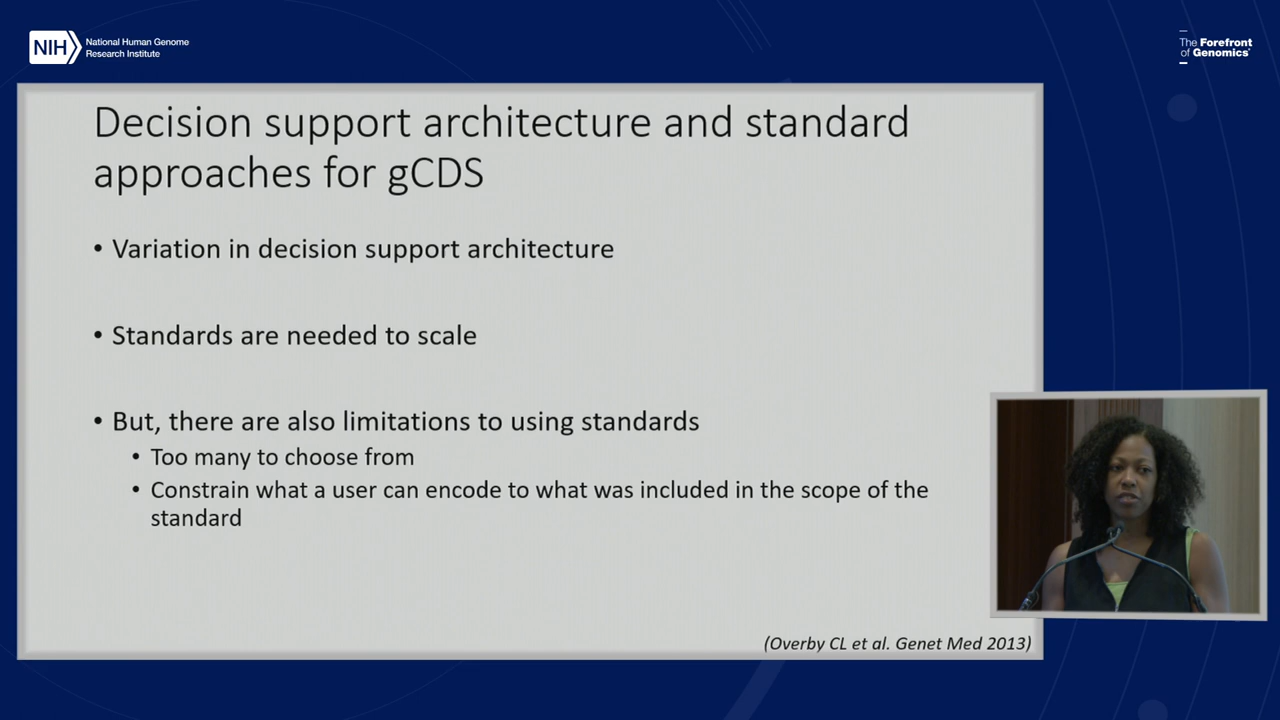 NIH
National Human Genome
Research Institute
The Forefront
of Genomics®
Decision support architecture and standard
approaches for gCDS
• Variation in decision support architecture
• Standards are needed to scale
• But, there are also limitations to using standards
• Too many to choose from
• Constrain what a user can encode to what was included in the scope of the
standard
(Overby CL et al. Genet Med 2013)